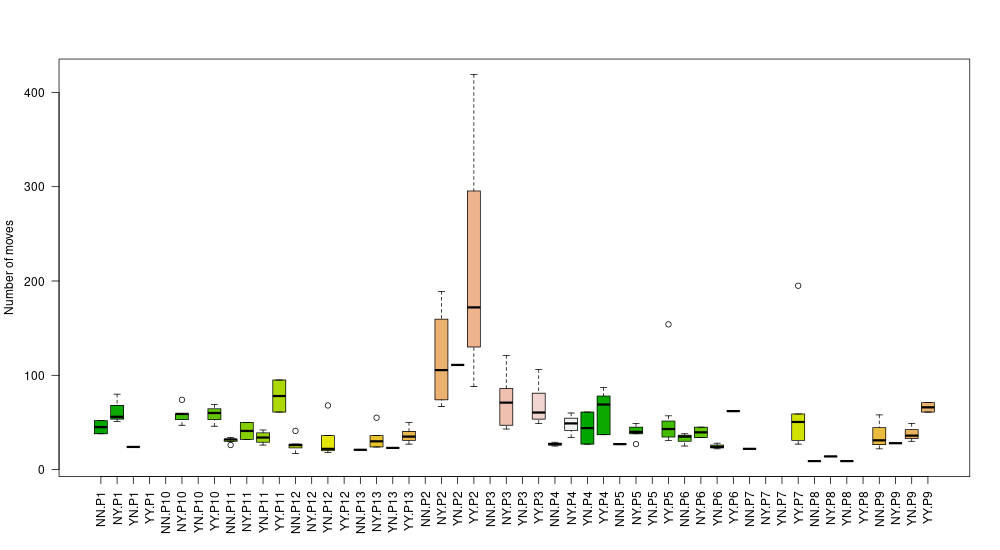 Number of moves
400
300
200
100
0
NN.P1
NY.P1
YN.P1
YY.P1
NN.P10
NY.P10
YN.P10
YY.P10
NN.P11
NY.P11
YN.P11
YY.P11
NN.P12
NY.P12
YN.P12
YY.P12
NN.P13
NY.P13
YN.P13
YY.P13
NN.P2
NY.P2
YN.P2
YY.P2
NN.P3
NY.P3
YN.P3
YY.P3
NN.P4
NY.P4
YN.P4
YY.P4
NN.P5
NY.P5
YN.P5
YY.P5
NN.P6
NY.P6
YN.P6
YY.P6
NN.P7
NY.P7
YN.P7
YY.P7
NN.P8
NY.P8
YN.P8
YY.P8
NN.P9
NY.P9
YN.P9
YY.P9